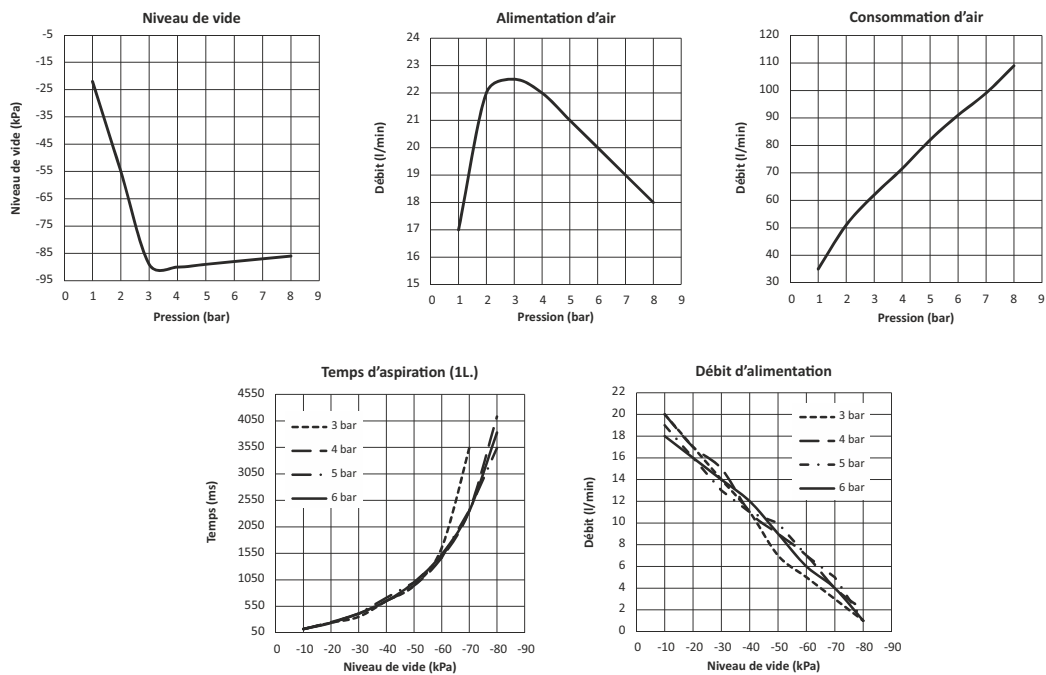 Niveau de vide
-5
-15
-25
-35
-45
-55
-65
-75
-85
-95
Niveau de vide (kPa)
0 1 2 3 4 5 6 7 8 9
Pression (bar)
Alimentation d'air
24
23
22
21
20
19
18
17
16
15
Débit (l/min)
0 1 2 3 4 5 6 7 8 9
Pression (bar)
Consommation d'air
120
110
100
90
80
70
60
50
40
30
Débit (l/min)
0 1 2 3 4 5 6 7 8 9
Pression (bar)
Temps d'aspiration (1L.)
4550
4050
3550
3050
2550
2050
1550
1050
550
50
Temps (ms)
3 bar
4 bar
5 bar
6 bar
0 -10 -20 -30 -40 -50 -60 -70 -80 -90
Niveau de vide (kPa)
Débit d'alimentation
22
20
18
16
14
12
10
8
6
4
2
0
Débit (l/min)
3 bar
4 bar
5 bar
6 bar
0 -10 -20 -30 -40 -50 -60 -70 -80 -90
Niveau de vide (kPa)